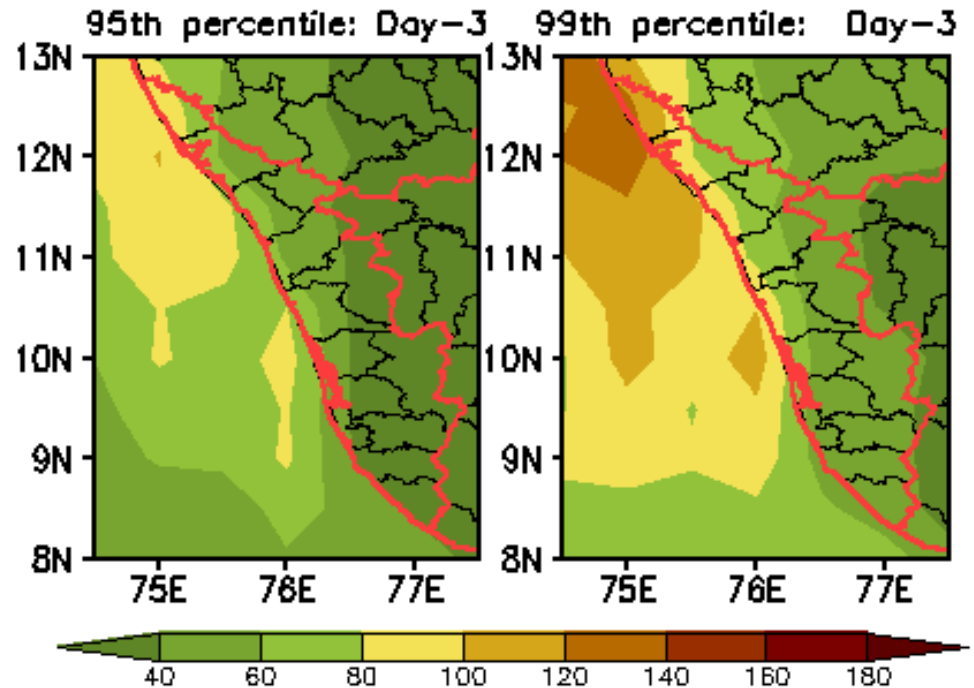 95th percentile: Day-3
99th percentile: Day-3
13N
12N
11N
10N
9N
8N
75E 76E 77E
13N
12N
11N
10N
9N
8N
75E 76E 77E
40 60 80 100 120 140 160 180